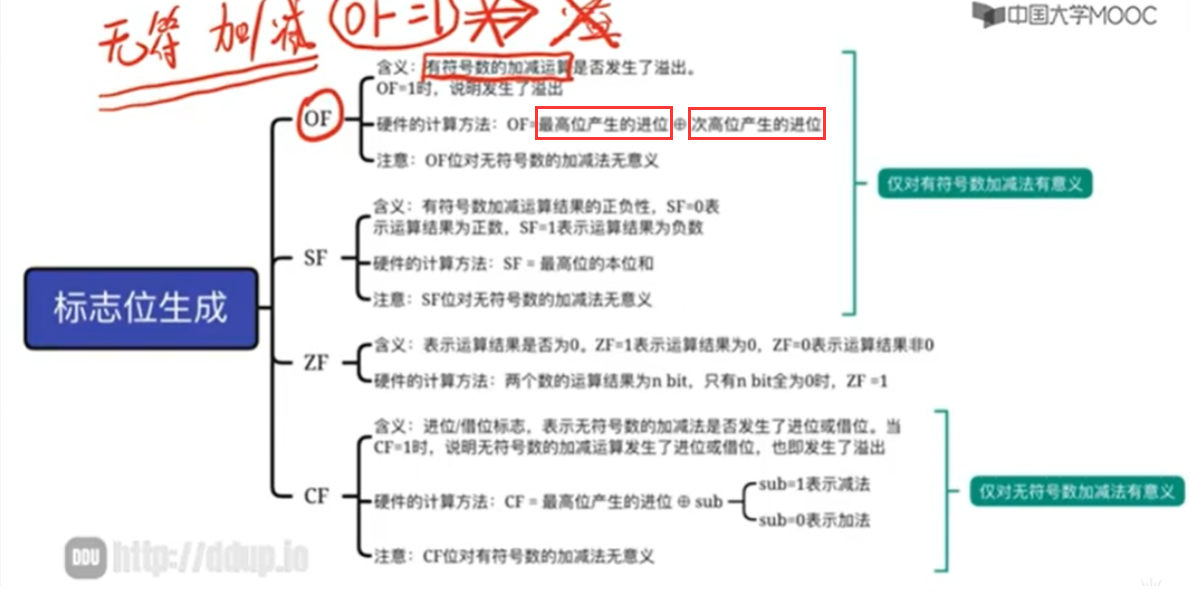 无符 加/减 OF=1
中国大学MOOC
含义：有符号数的加减运算是否发生了溢出。
OF=1时，说明发生了溢出
OF
硬件的计算方法：OF=最高位产生的进位⊕次高位产生的进位
注意：OF位对无符号数的加减法无意义
仅对有符号数加减法有意义
含义：有符号数加减运算结果的正负性，SF=0表
示运算结果为正数，SF=1表示运算结果为负数
SF
硬件的计算方法：SF = 最高位的本位和
注意：SF位对无符号数的加减法无意义
标志位生成
含义：表示运算结果是否为0。ZF=1表示运算结果为0，ZF=0表示运算结果非0
ZF
硬件的计算方法：两个数的运算结果为n bit，只有n bit全为0时，ZF =1
含义：进位/借位标志，表示无符号数的加减法是否发生了进位或借位。当
CF=1时，说明无符号数的加减运算发生了进位或借位，也即发生了溢出
CF
硬件的计算方法：CF = 最高位产生的进位 ⊕ sub
sub=1表示减法
sub=0表示加法
仅对无符号数加减法有意义
注意：CF位对有符号数的加减法无意义
DDU http://ddup.io